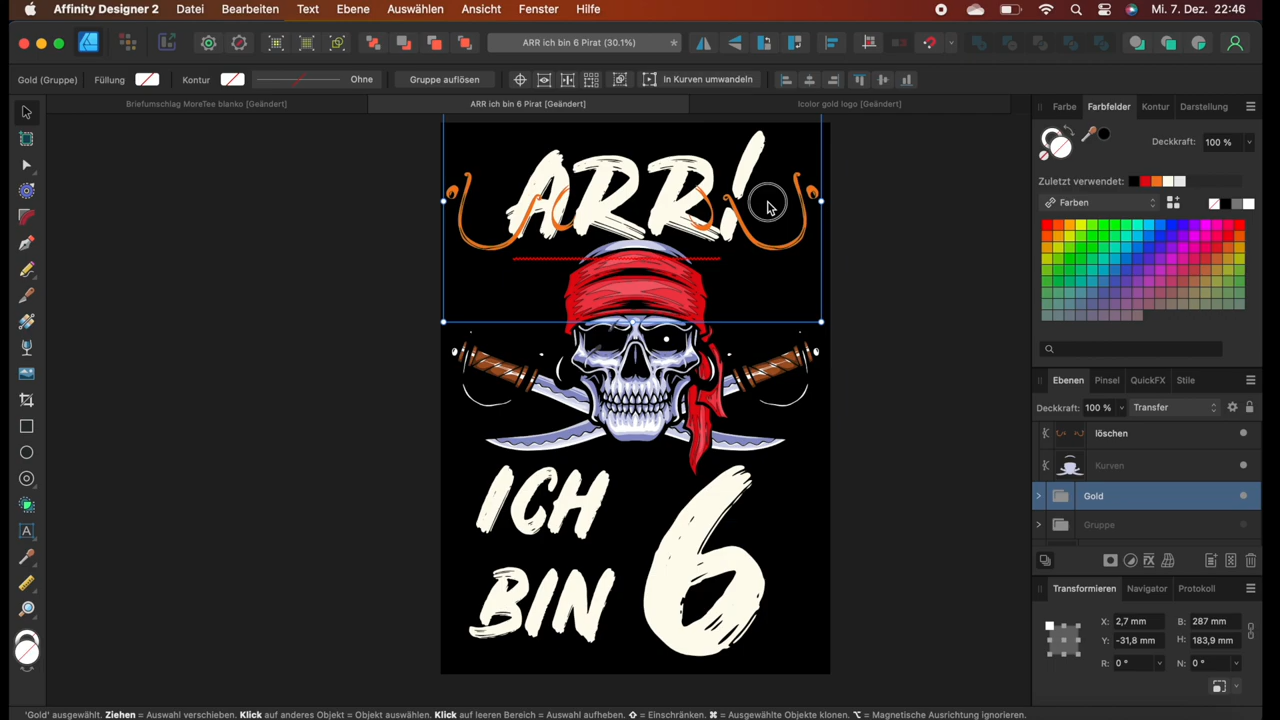 Affinity Designer 2 Datei Bearbeiten Text Ebene Auswählen Ansicht Fenster Hilfe Mi. 7. Dez. 22:46
ARR ich bin 6 Pirat (30.1%)
Gold (Gruppe) Füllung Kontur Ohne Gruppe auflösen In Kurven umwandeln
Briefumschlag MoreTee blanko [Geändert] ARR ich bin 6 Pirat [Geändert] Icolor gold logo [Geändert]
Farbe Farbfelder Kontur Darstellung
Deckkraft: 100 %
Zuletzt verwendet:
Farben
ARR!
ICH
BIN
6
Ebenen Pinsel QuickFX Stile
Deckkraft: 100 % Transfer
löschen
Kurven
Gold
Gruppe
Transformieren Navigator Protokoll
X: 2,7 mm B: 287 mm
Y: -31,8 mm H: 183,9 mm
R: 0 ° N: 0 °
'Gold' ausgewählt. Ziehen = Auswahl verschieben. Klick auf anderes Objekt = Objekt auswählen. Klick auf leeren Bereich = Auswahl aufheben. ⇧ = Einschränken. ⌘ = Ausgewählte Objekte klonen. ⌥ = Magnetische Ausrichtung ignorieren.
A